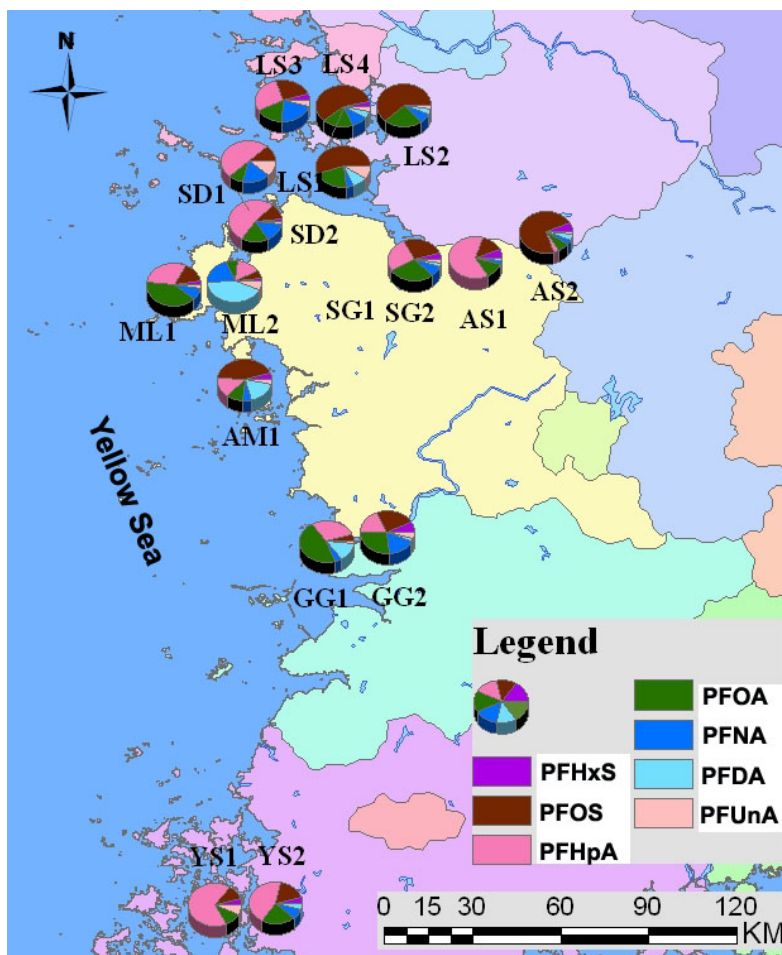 N
LS3 LS4
LS2
SD1 LS1
SD2
ML1 ML2 SG1 SG2 AS1 AS2
AM1
Yellow Sea
GG1 GG2
Legend
PFHxS
PFOS
PFHpA
PFOA
PFNA
PFDA
PFUnA
YS1 YS2
0 15 30 60 90 120
KM